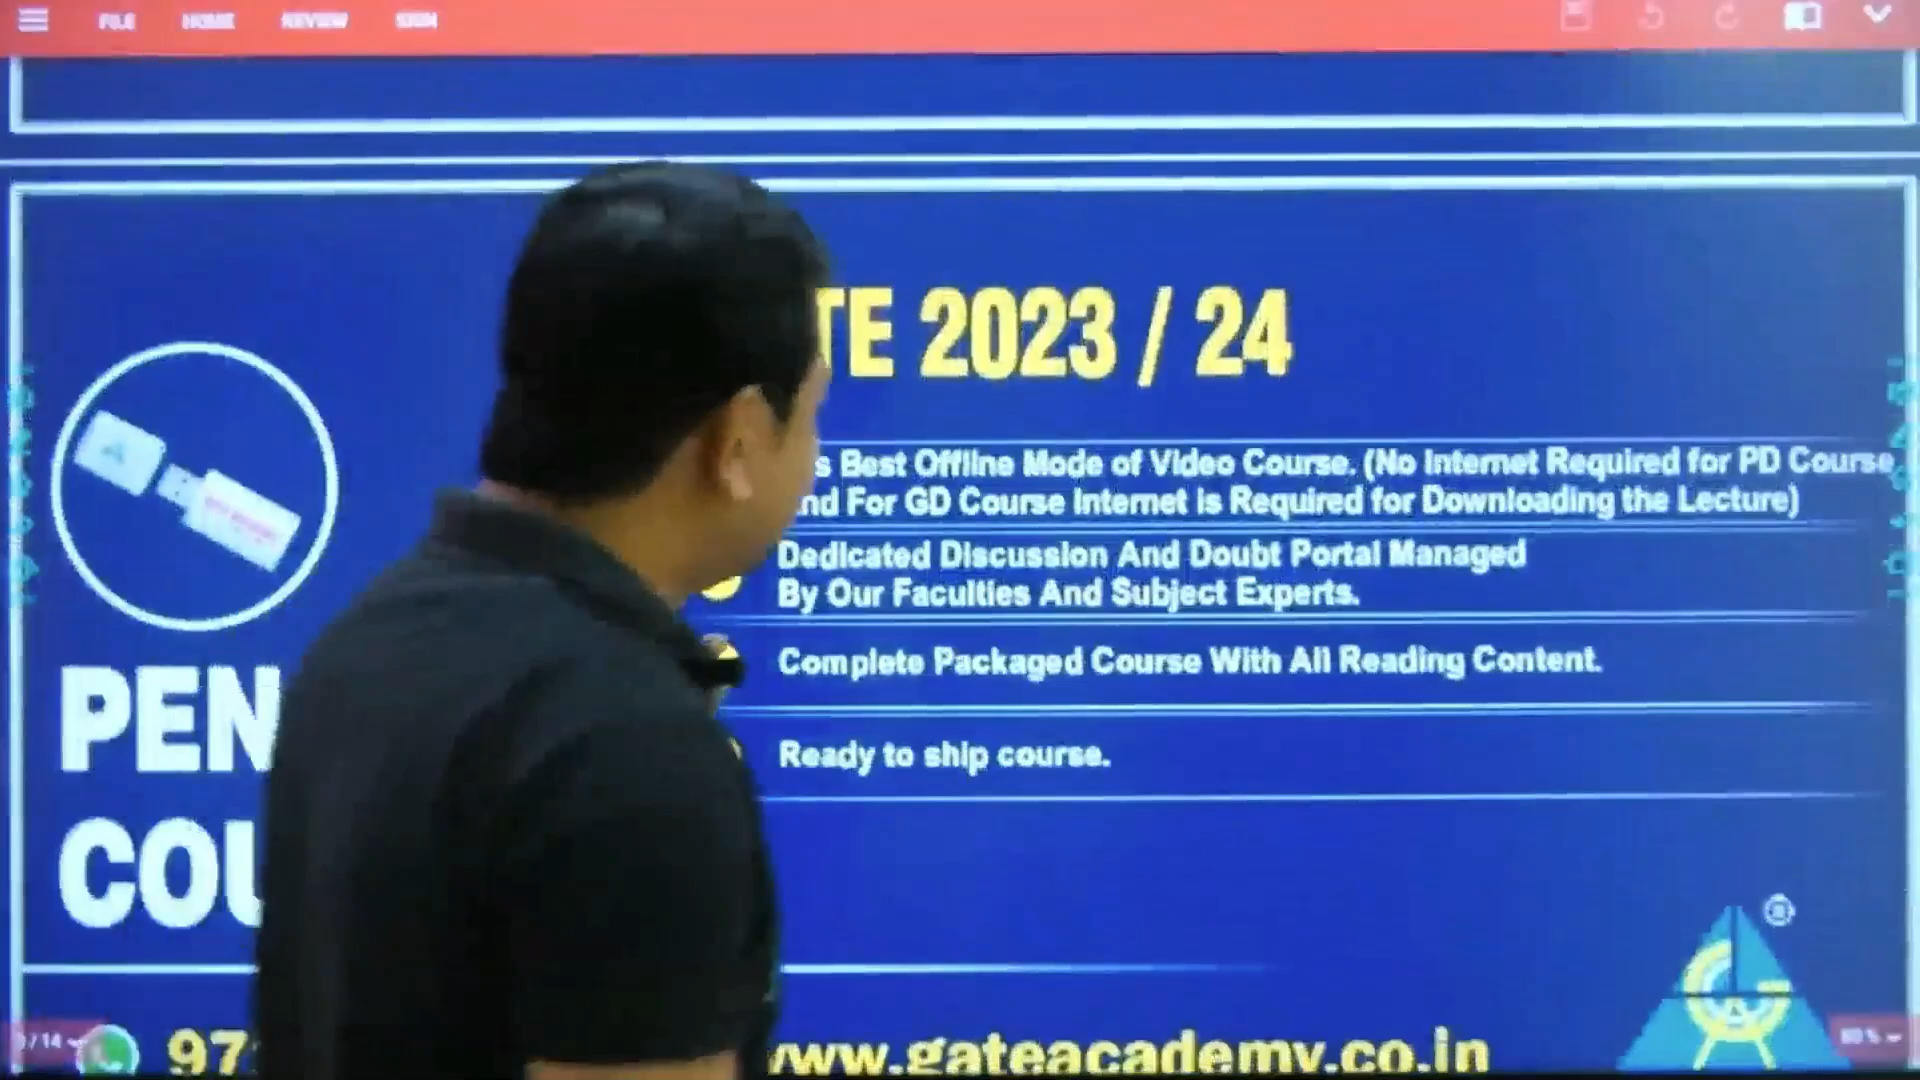 FILE HOME REVIEW SIGN
TE 2023 / 24
s Best Offline Mode of Video Course. (No Internet Required for PD Course
nd For GD Course Internet is Required for Downloading the Lecture)
Dedicated Discussion And Doubt Portal Managed
By Our Faculties And Subject Experts.
Complete Packaged Course With All Reading Content.
Ready to ship course.
PEN
COU
/ 14
97
www.gateacademy.co.in